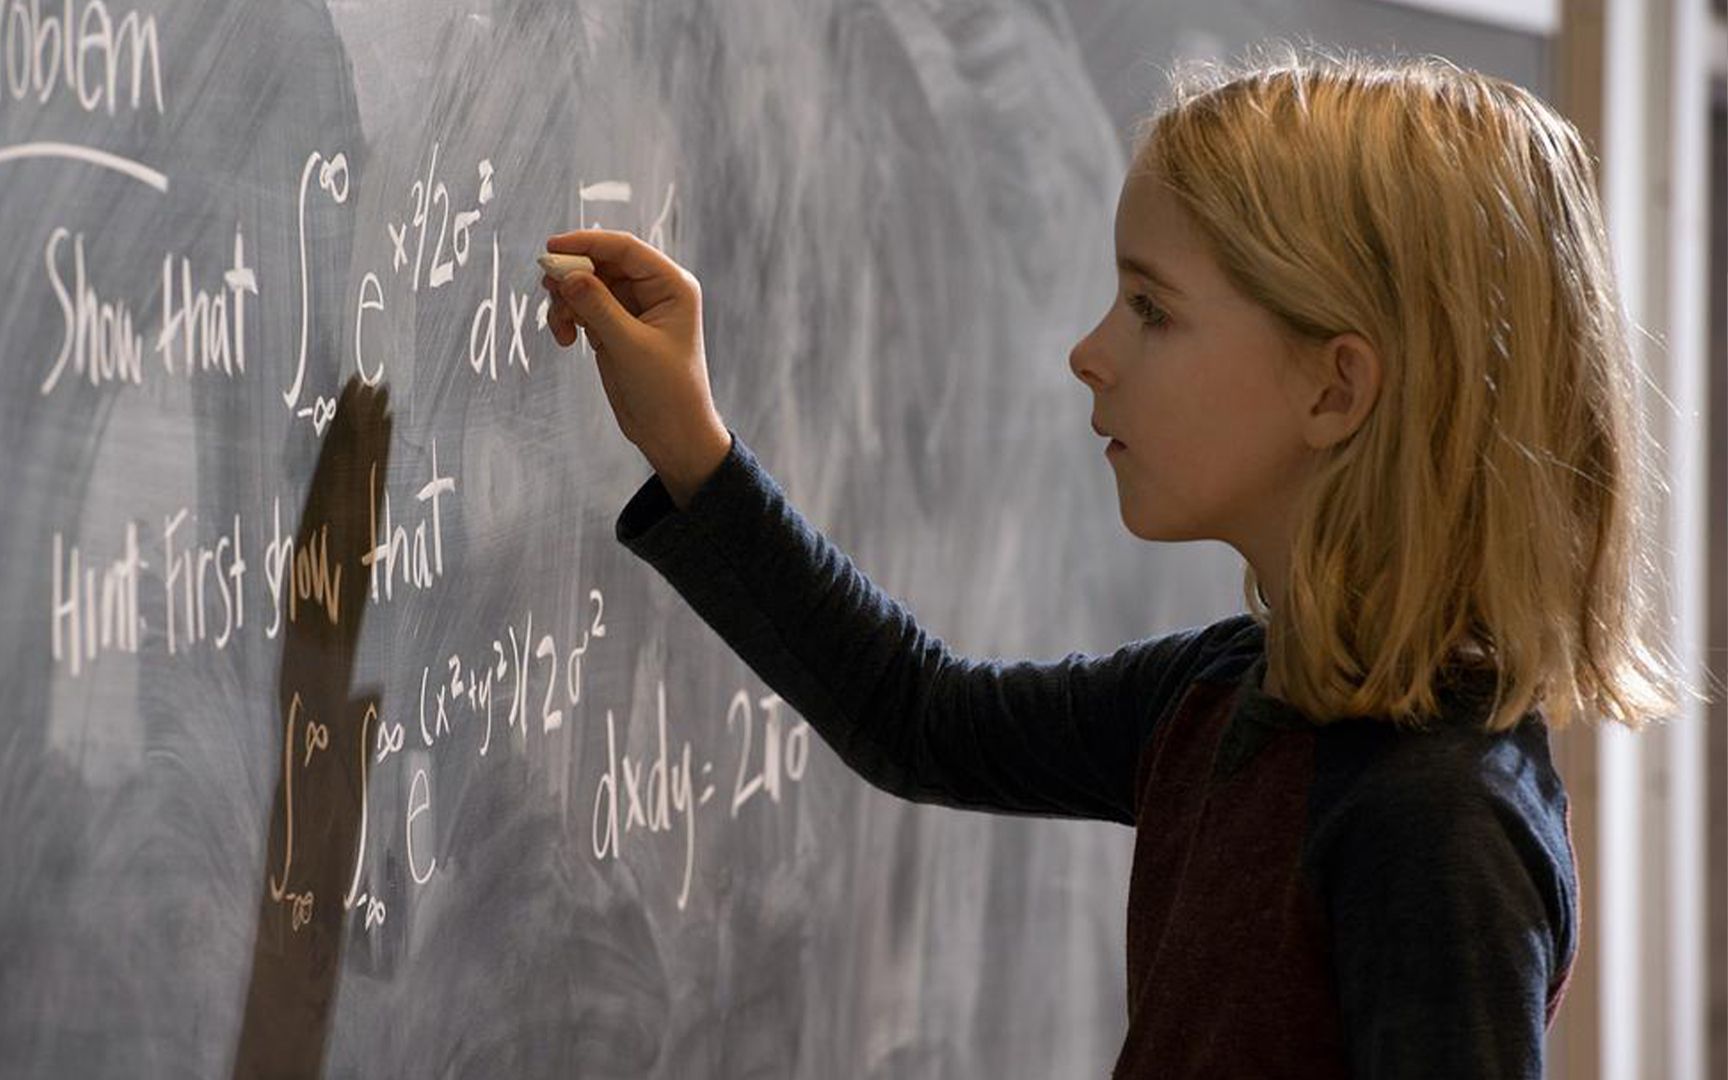 oblem
Show that ∫_{-∞}^{∞} e^{x²/2σ²} dx =
Hint: First show that
∫_{-∞}^{∞} ∫_{-∞}^{∞} e^{(x²+y²)/2σ²} dxdy = 2πσ